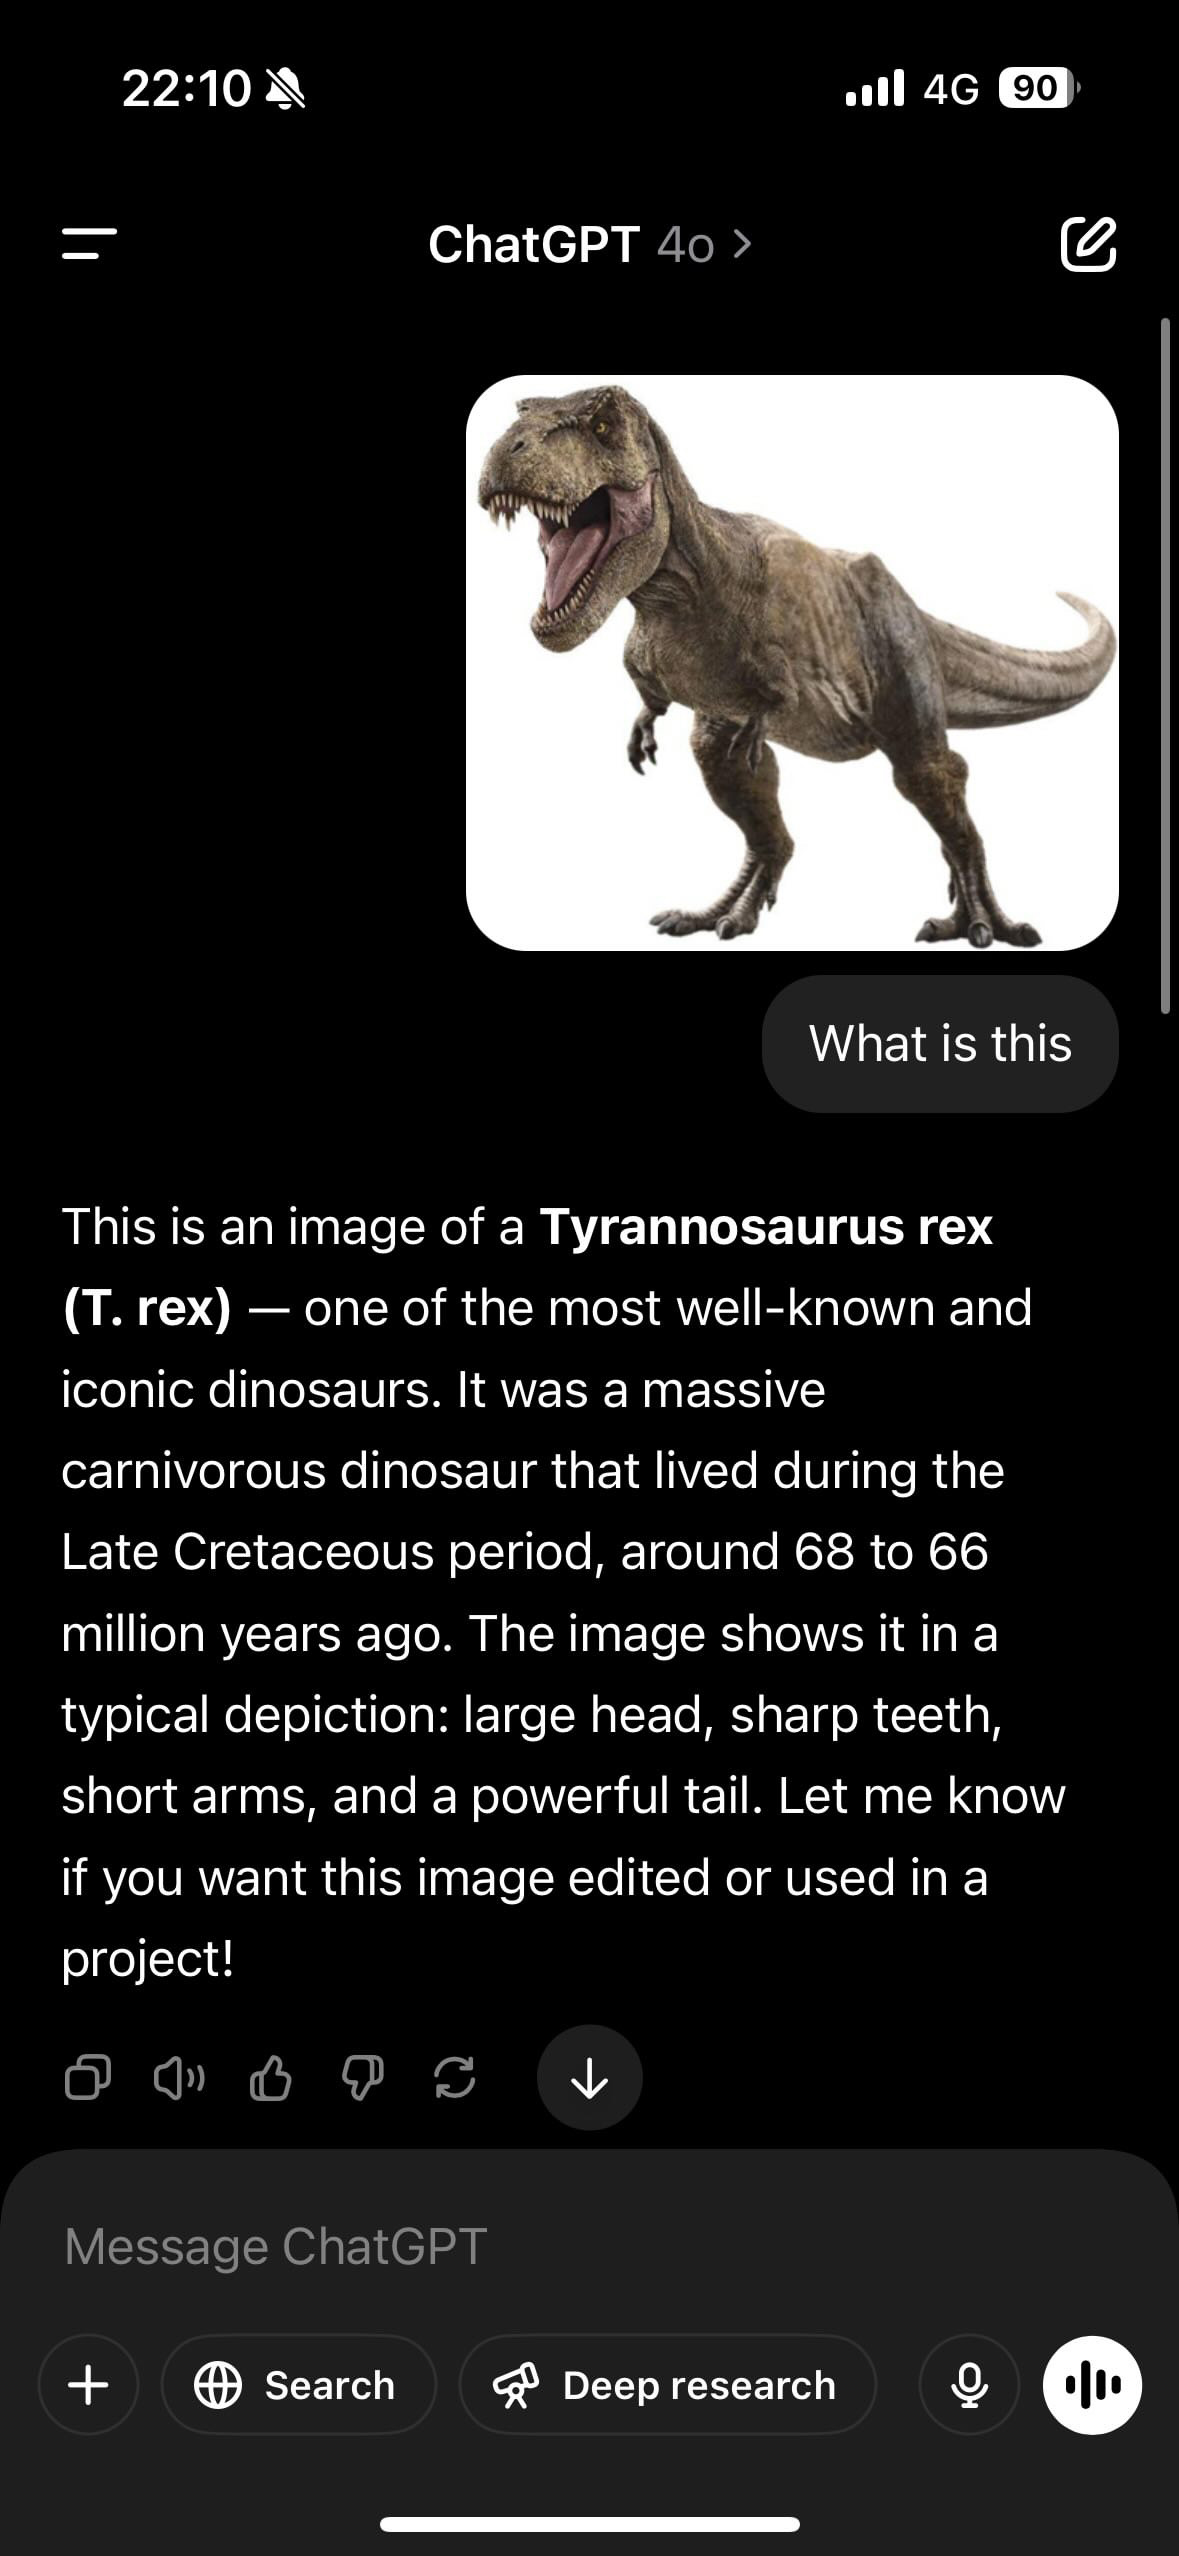 22:10
4G
90
ChatGPT 4o
What is this
This is an image of a Tyrannosaurus rex
(T. rex) — one of the most well-known and
iconic dinosaurs. It was a massive
carnivorous dinosaur that lived during the
Late Cretaceous period, around 68 to 66
million years ago. The image shows it in a
typical depiction: large head, sharp teeth,
short arms, and a powerful tail. Let me know
if you want this image edited or used in a
project!
Message ChatGPT
Search
Deep research